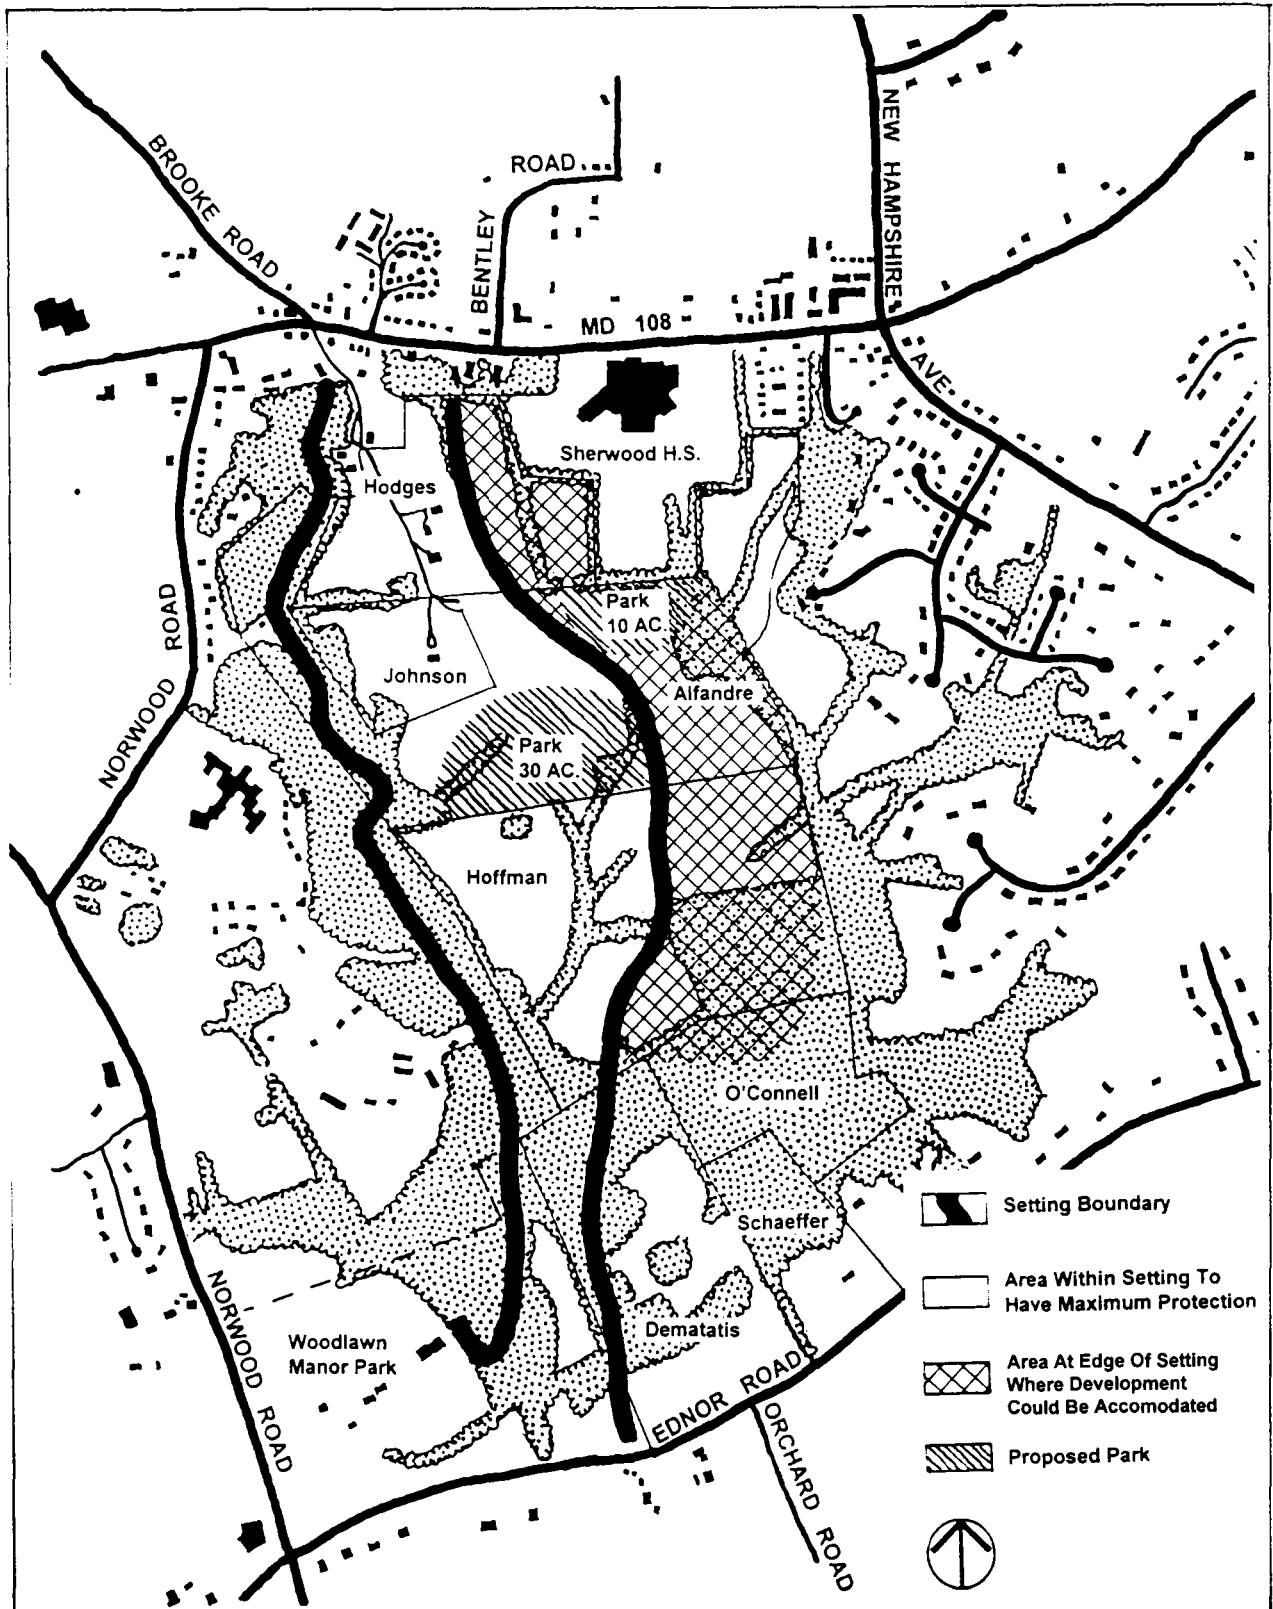 BROOKE ROAD
BENTLEY
ROAD
NEW HAMPSHIRE
AVE
MD 108
Sherwood H.S.
Hodges
NORWOOD ROAD
Park
10 AC.
Johnson
Alfandre
Park
30 AC.
Hoffman
O'Connell
Schaeffer
Dematatis
Woodlawn
Manor Park
NORWOOD ROAD
EDNOR ROAD
ORCHARD ROAD
Setting Boundary
Area Within Setting To
Have Maximum Protection
Area At Edge Of Setting
Where Development
Could Be Accomodated
Proposed Park